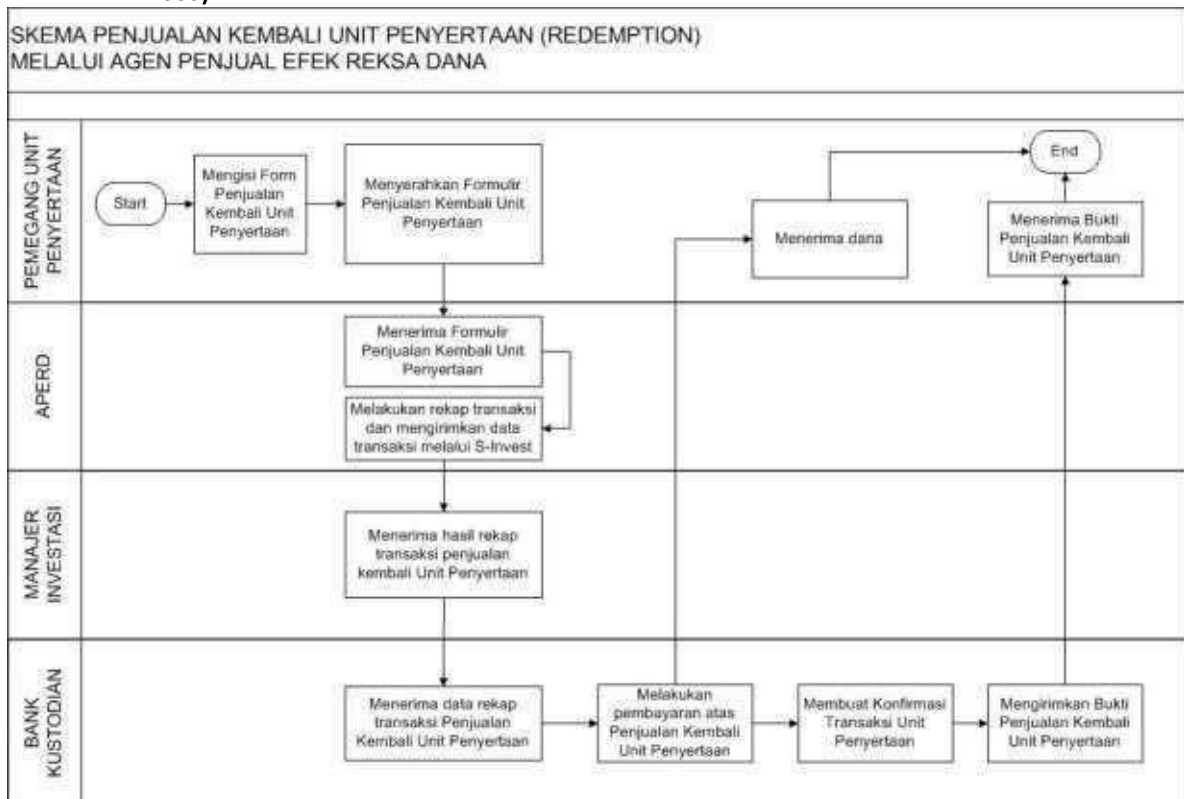 SKEMA PENJUALAN KEMBALI UNIT PENYERTAAN (REDEMPTION)
MELALUI AGEN PENJUAL EFEK REKSA DANA
PEMEGANG UNIT
PENYERTAAN
Start
Mengisi Form
Penjualan
Kembali Unit
Penyertaan
Menyerahkan Formulir
Penjualan Kembali Unit
Penyertaan
Menerima dana
End
Menerima Bukti
Penjualan Kembali
Unit Penyertaan
APERD
Menerima Formulir
Penjualan Kembali Unit
Penyertaan
Melakukan rekap transaksi
dan mengirimkan data
transaksi melalui S-Invest
MANAJER
INVESTASI
Menerima hasil rekap
transaksi penjualan
kembali Unit Penyertaan
BANK
KUSTODIAN
Menerima data rekap
transaksi Penjualan
Kembali Unit Penyertaan
Melakukan
pembayaran atas
Penjualan Kembali
Unit Penyertaan
Membuat Konfirmasi
Transaksi Unit
Penyertaan
Mengirimkan Bukti
Penjualan Kembali
Unit Penyertaan